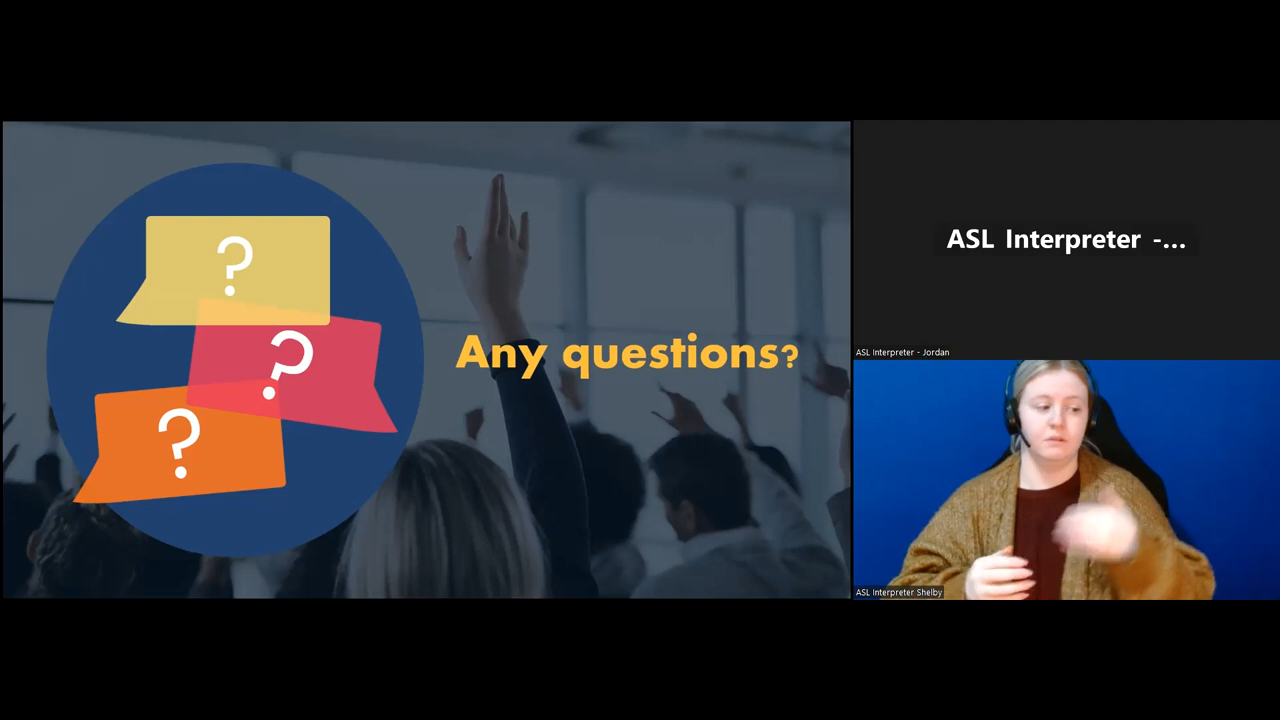 ?
?
?
Any questions?
ASL Interpreter -...
ASL Interpreter - Jordan
ASL Interpreter Shelby